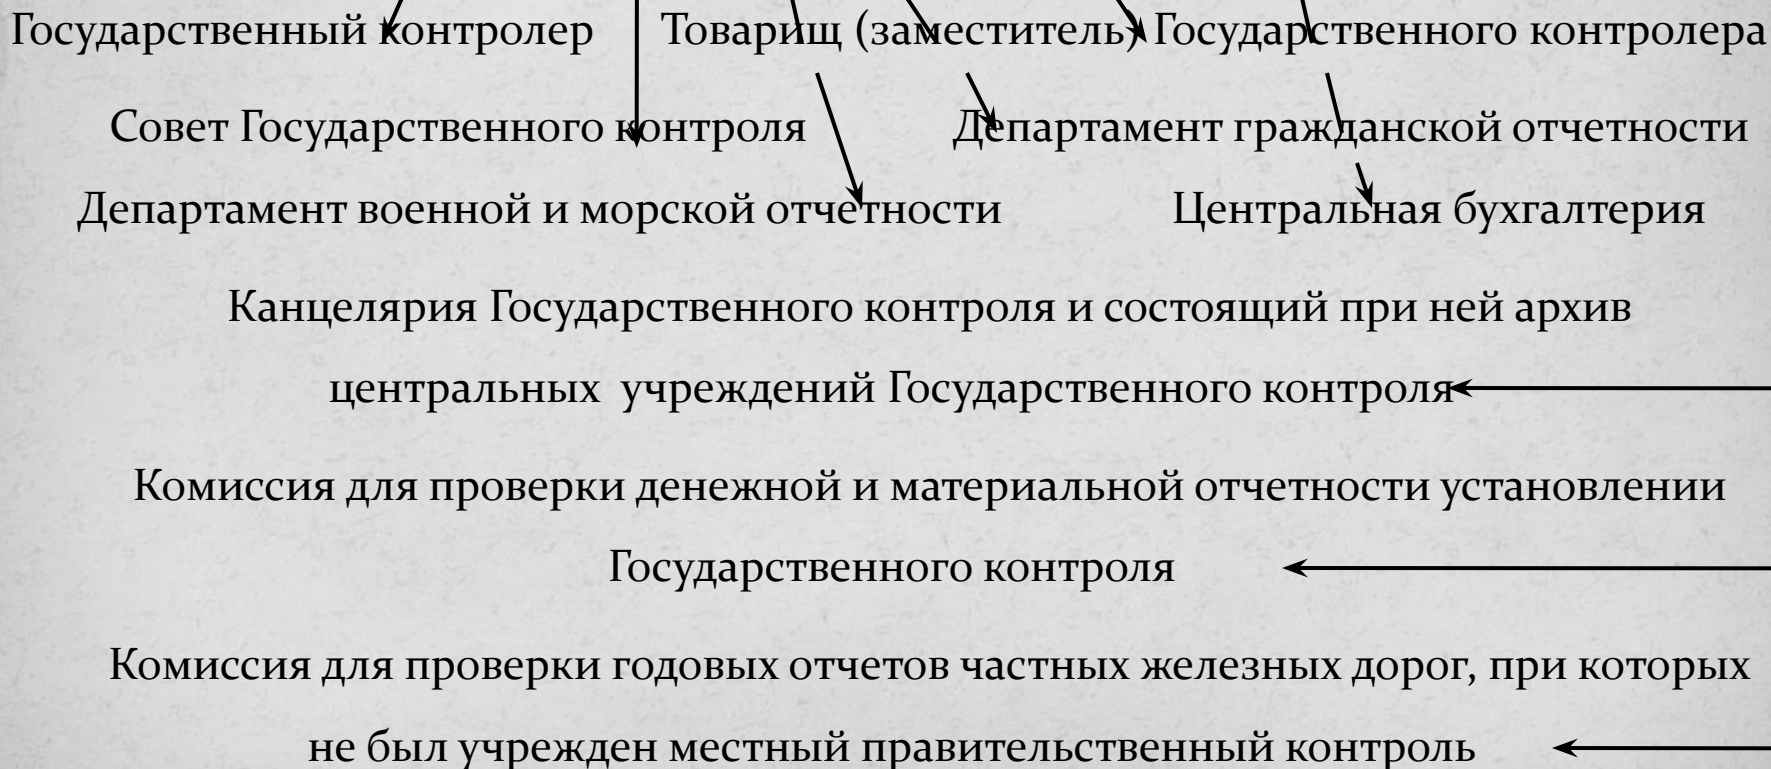 Государственный контролер Товарищ (заместитель) Государственного контролера
Совет Государственного контроля Департамент гражданской отчетности
Департамент военной и морской отчетности Центральная бухгалтерия
Канцелярия Государственного контроля и состоящий при ней архив
центральных учреждений Государственного контроля
Комиссия для проверки денежной и материальной отчетности установлении
Государственного контроля
Комиссия для проверки годовых отчетов частных железных дорог, при которых
не был учрежден местный правительственный контроль